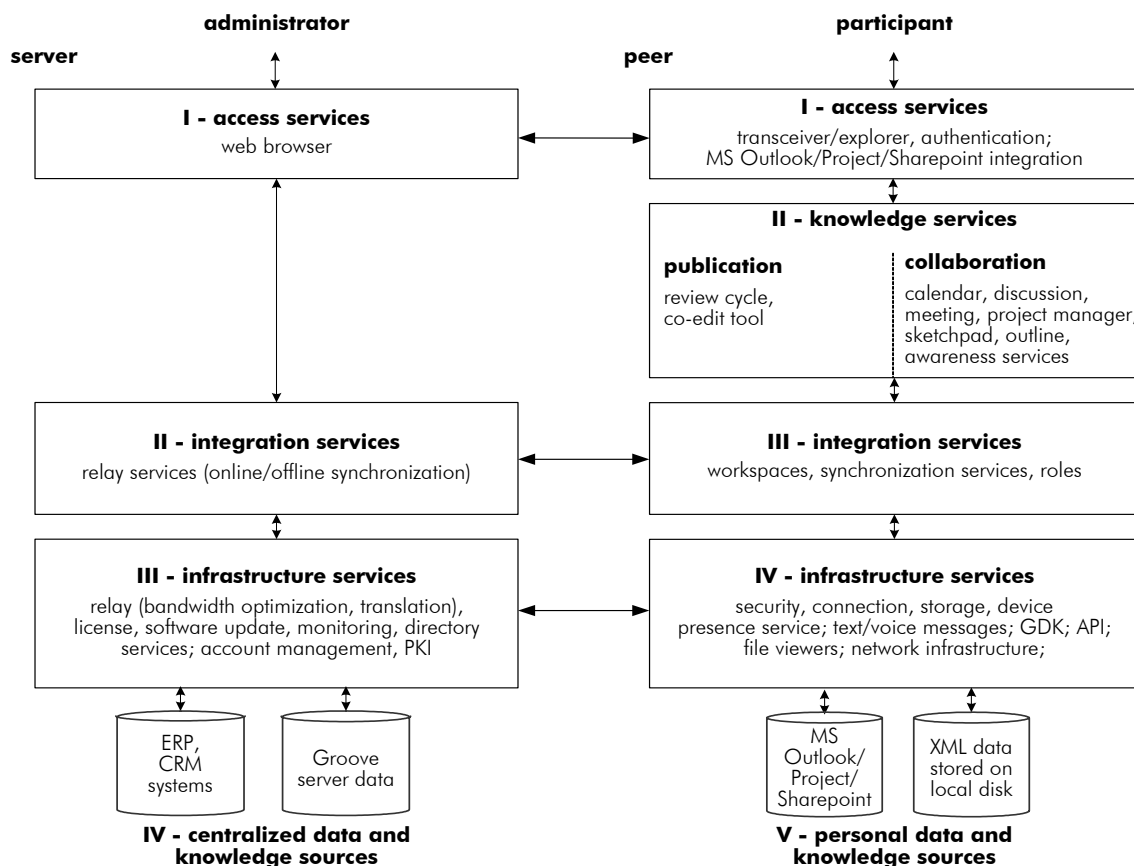 administrator
server
I - access services
web browser
II - integration services
relay services (online/offline synchronization)
III - infrastructure services
relay (bandwidth optimization, translation),
license, software update, monitoring, directory
services; account management, PKI
ERP,
CRM
systems
Groove
server data
IV - centralized data and
knowledge sources
participant
peer
I - access services
transceiver/explorer, authentication;
MS Outlook/Project/Sharepoint integration
II - knowledge services
publication
review cycle,
co-edit tool
collaboration
calendar, discussion,
meeting, project manager,
sketchpad, outline,
awareness services
III - integration services
workspaces, synchronization services, roles
IV - infrastructure services
security, connection, storage, device
presence service; text/voice messages; GDK; API;
file viewers; network infrastructure;
MS
Outlook/
Project/
Sharepoint
XML data
stored on
local disk
V - personal data and
knowledge sources